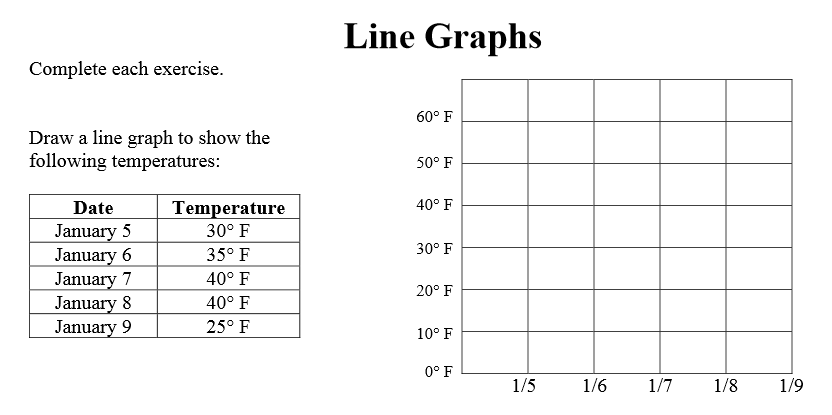 Line Graphs
Complete each exercise.
Draw a line graph to show the
following temperatures:
Date Temperature
January 5 30° F
January 6 35° F
January 7 40° F
January 8 40° F
January 9 25° F
60° F
50° F
40° F
30° F
20° F
10° F
0° F
1/5 1/6 1/7 1/8 1/9